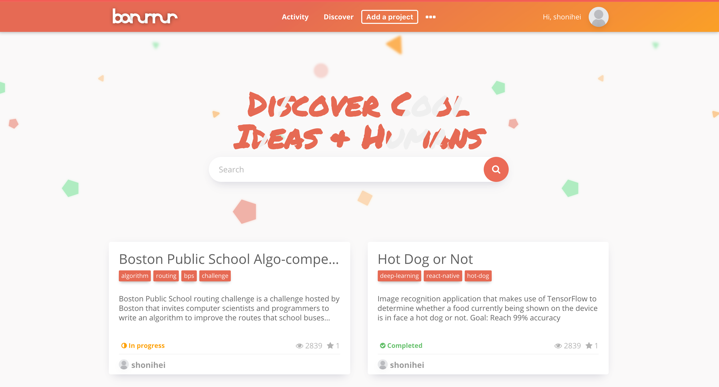 bonumur
Activity Discover Add a project ••• Hi, shonihei
Discover Cool
Ideas & Humans
Search
Boston Public School Algo-compe...
algorithm routing bps challenge
Boston Public School routing challenge is a challenge hosted by
Boston that invites computer scientists and programmers to
write an algorithm to improve the routes that school buses...
in progress 2839 1
shonihei
Hot Dog or Not
deep-learning react-native hot-dog
Image recognition application that makes use of TensorFlow to
determine whether a food currently being shown on the device
is in face a hot dog or not. Goal: Reach 99% accuracy
Completed 2839 1
shonihei